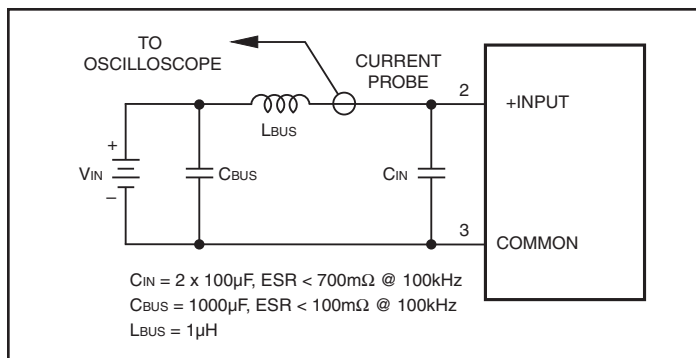 TO
OSCILLOSCOPE
CURRENT
PROBE
2
+INPUT
LBUS
+
VIN
–
CBUS
CIN
3
COMMON
CIN = 2 x 100µF, ESR < 700mΩ @ 100kHz
CBUS = 1000µF, ESR < 100mΩ @ 100kHz
LBUS = 1µH